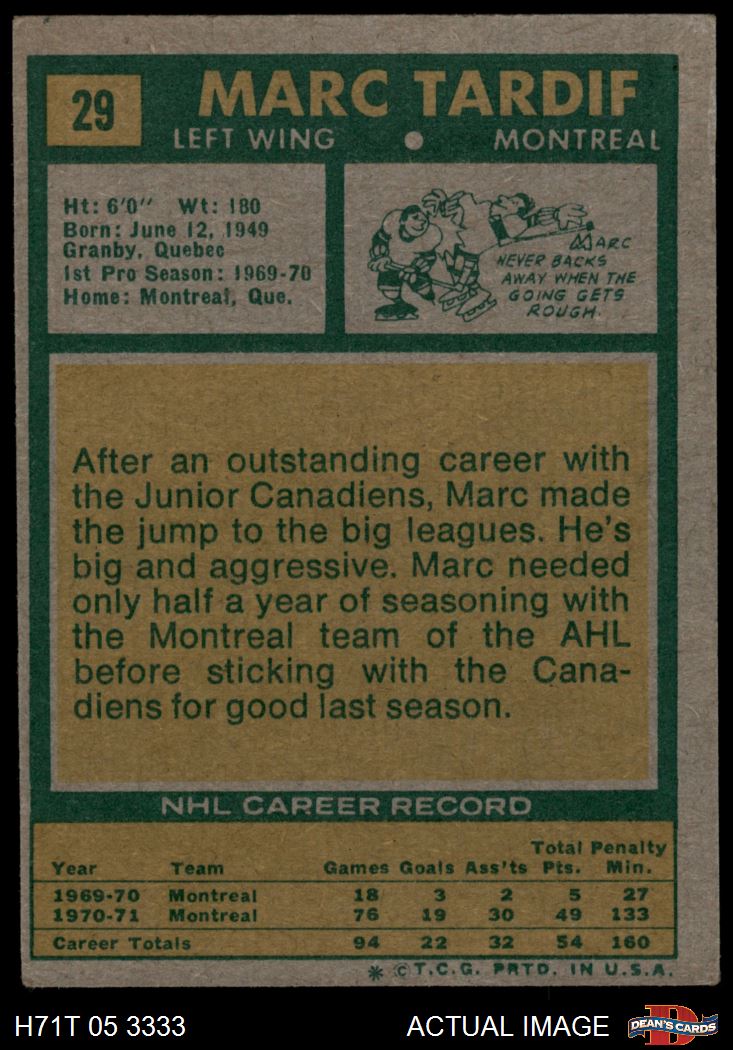 29
MARC TARDIF
LEFT WING • MONTREAL
Ht: 6'0" Wt: 180
Born: June 12, 1949
Granby, Quebec
1st Pro Season: 1969-70
Home: Montreal, Que.
MARC
NEVER BACKS
AWAY WHEN THE
GOING GETS
ROUGH.
After an outstanding career with
the Junior Canadiens, Marc made
the jump to the big leagues. He's
big and aggressive. Marc needed
only half a year of seasoning with
the Montreal team of the AHL
before sticking with the Cana-
diens for good last season.
NHL CAREER RECORD
Total Penalty
Year Team Games Goals Ass'ts Pts. Min.
1969-70 Montreal 18 3 2 5 27
1970-71 Montreal 76 19 30 49 133
Career Totals 94 22 32 54 160
* © T.C.G. PRTD. IN U.S.A.
H71T 05 3333
ACTUAL IMAGE
D
DEAN'S CARDS